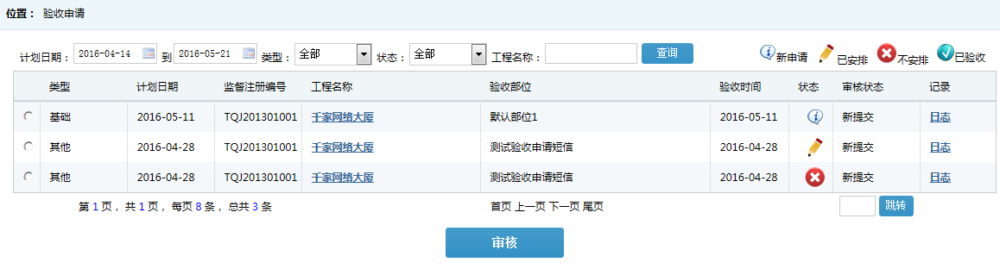 位置： 验收申请
计划日期： 2016-04-14 到 2016-05-21 类型： 全部 状态： 全部 工程名称： 查询 新申请 已安排 不安排 已验收
类型 计划日期 监督注册编号 工程名称 验收部位 验收时间 状态 审核状态 记录
基础 2016-05-11 TQJ201301001 千家网络大厦 默认部位1 2016-05-11 新提交 日志
其他 2016-04-28 TQJ201301001 千家网络大厦 测试验收申请短信 2016-04-28 新提交 日志
其他 2016-04-28 TQJ201301001 千家网络大厦 测试验收申请短信 2016-04-28 新提交 日志
第 1 页， 共 1 页， 每页 8 条， 总共 3 条 首页 上一页 下一页 尾页 跳转
审核